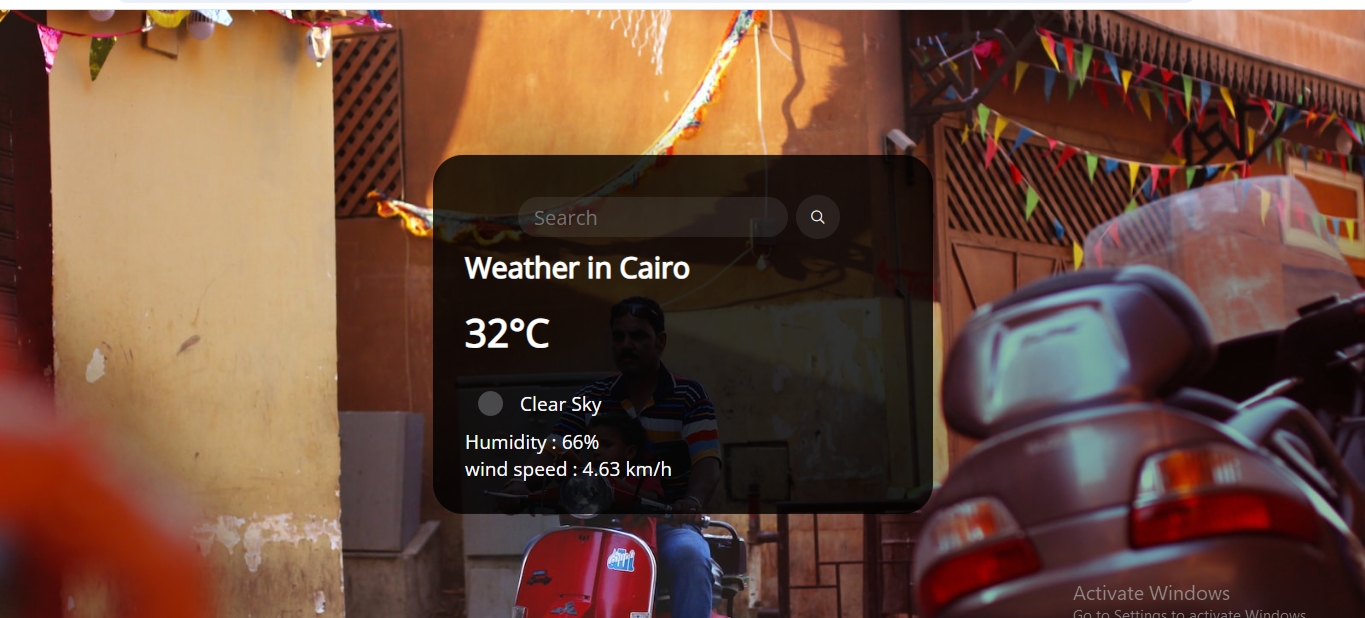 Search
Weather in Cairo
32°C
Clear Sky
Humidity : 66%
wind speed : 4.63 km/h
Activate Windows
Go to Settings to activate Windows.